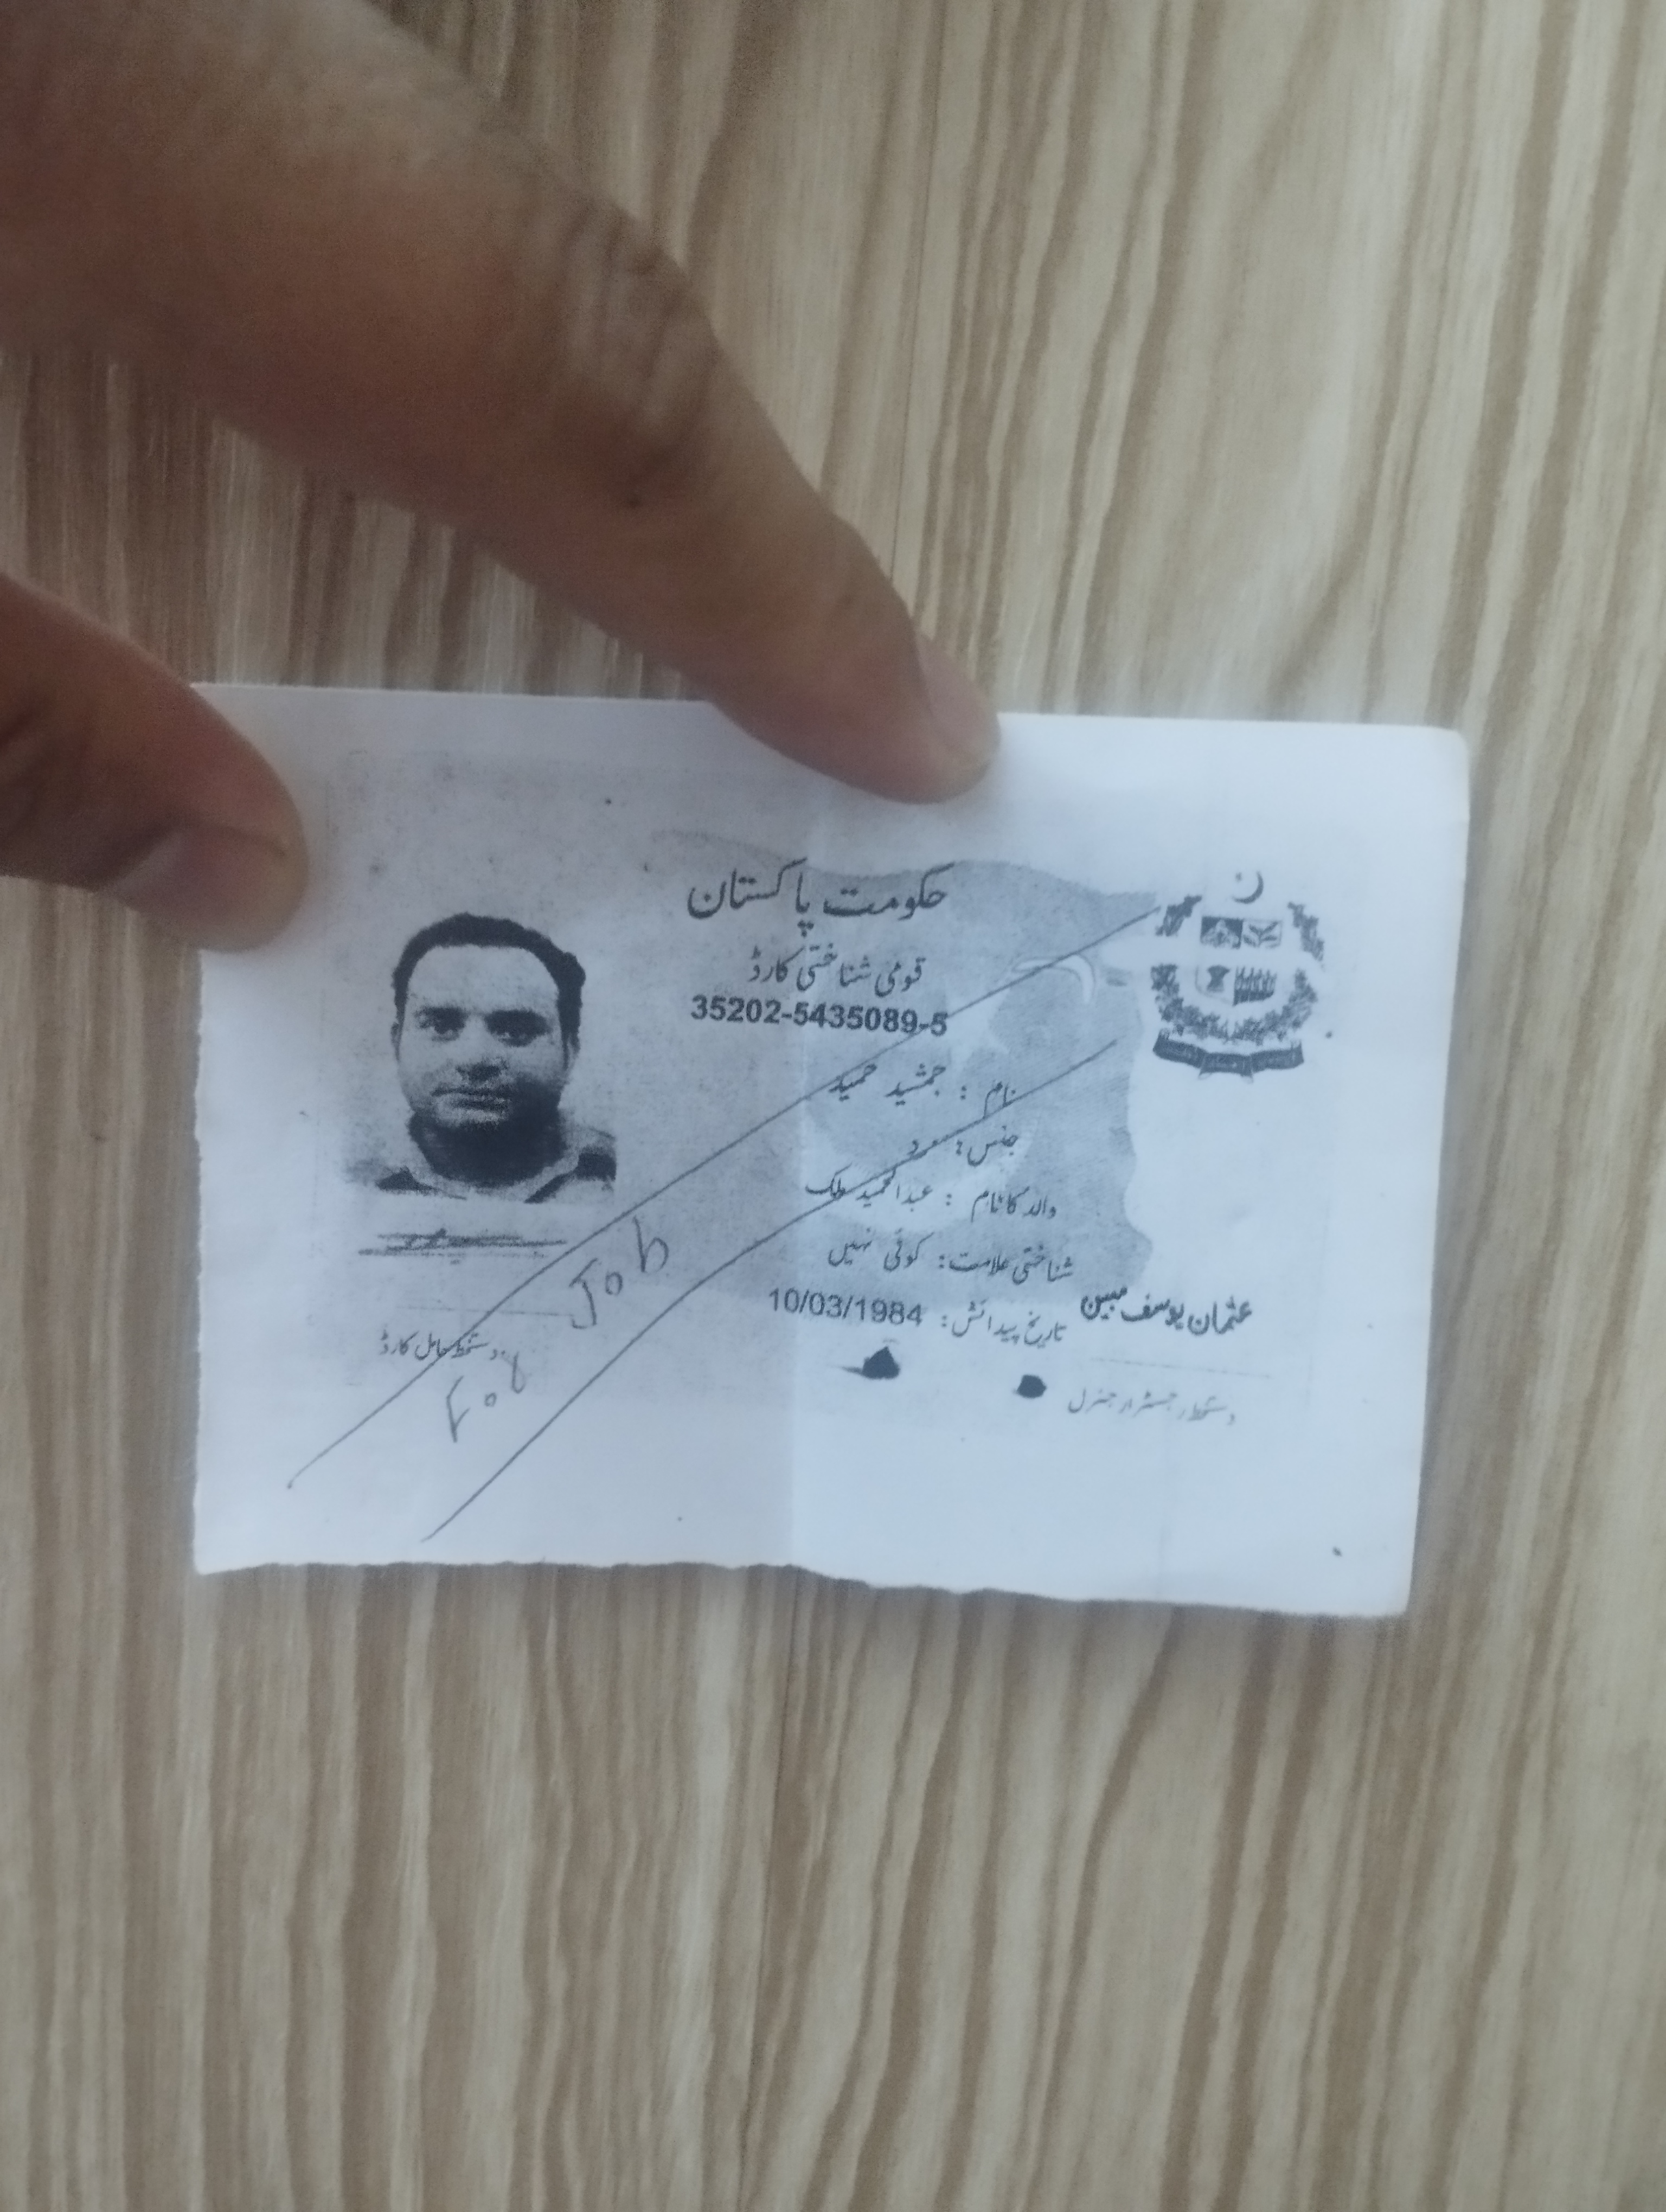 حکومت پاکستان
قومی شناختی کارڈ
35202-5435089-5
نام : جمشید حمید
جنس : مرد
والد کا نام : عبدالحمید ملک
شناختی علامت: کوئی نہیں
تاریخ پیدائش: 10/03/1984
عثمان یوسف مبین
دستخط رجسٹرار جنرل
دستخط حامل کارڈ
For Job